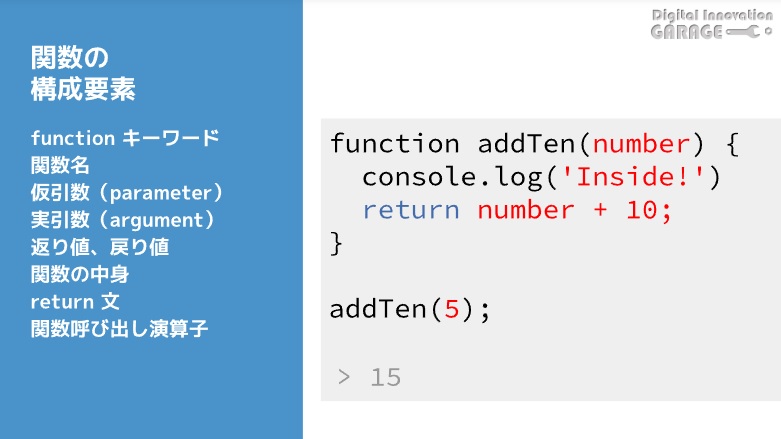 Digital Innovation
GARAGE
関数の
構成要素
function キーワード
関数名
仮引数（parameter）
実引数（argument）
返り値、戻り値
関数の中身
return 文
関数呼び出し演算子
function addTen(number) {
  console.log('Inside!')
  return number + 10;
}
addTen(5);
> 15